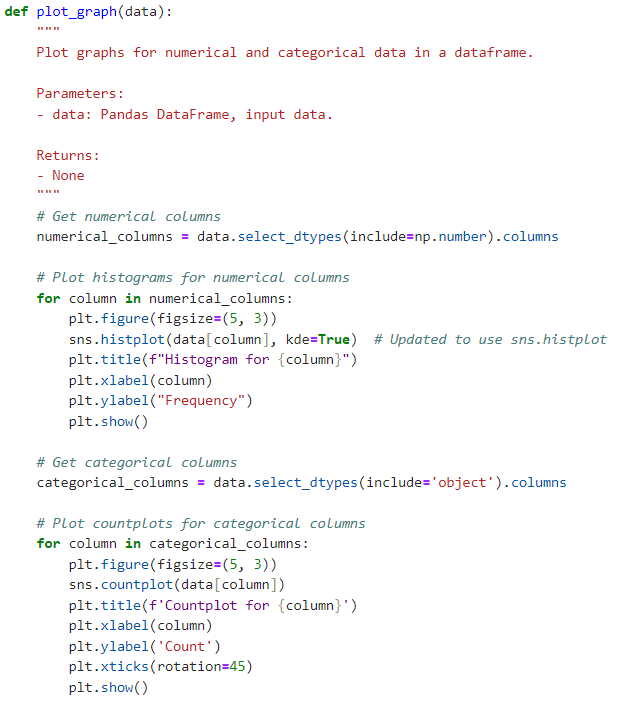 def plot_graph(data):
    """
    Plot graphs for numerical and categorical data in a dataframe.

    Parameters:
    - data: Pandas DataFrame, input data.

    Returns:
    - None
    """
    # Get numerical columns
    numerical_columns = data.select_dtypes(include=np.number).columns

    # Plot histograms for numerical columns
    for column in numerical_columns:
        plt.figure(figsize=(5, 3))
        sns.histplot(data[column], kde=True)  # Updated to use sns.histplot
        plt.title(f"Histogram for {column}")
        plt.xlabel(column)
        plt.ylabel("Frequency")
        plt.show()

    # Get categorical columns
    categorical_columns = data.select_dtypes(include='object').columns

    # Plot countplots for categorical columns
    for column in categorical_columns:
        plt.figure(figsize=(5, 3))
        sns.countplot(data[column])
        plt.title(f'Countplot for {column}')
        plt.xlabel(column)
        plt.ylabel('Count')
        plt.xticks(rotation=45)
        plt.show()